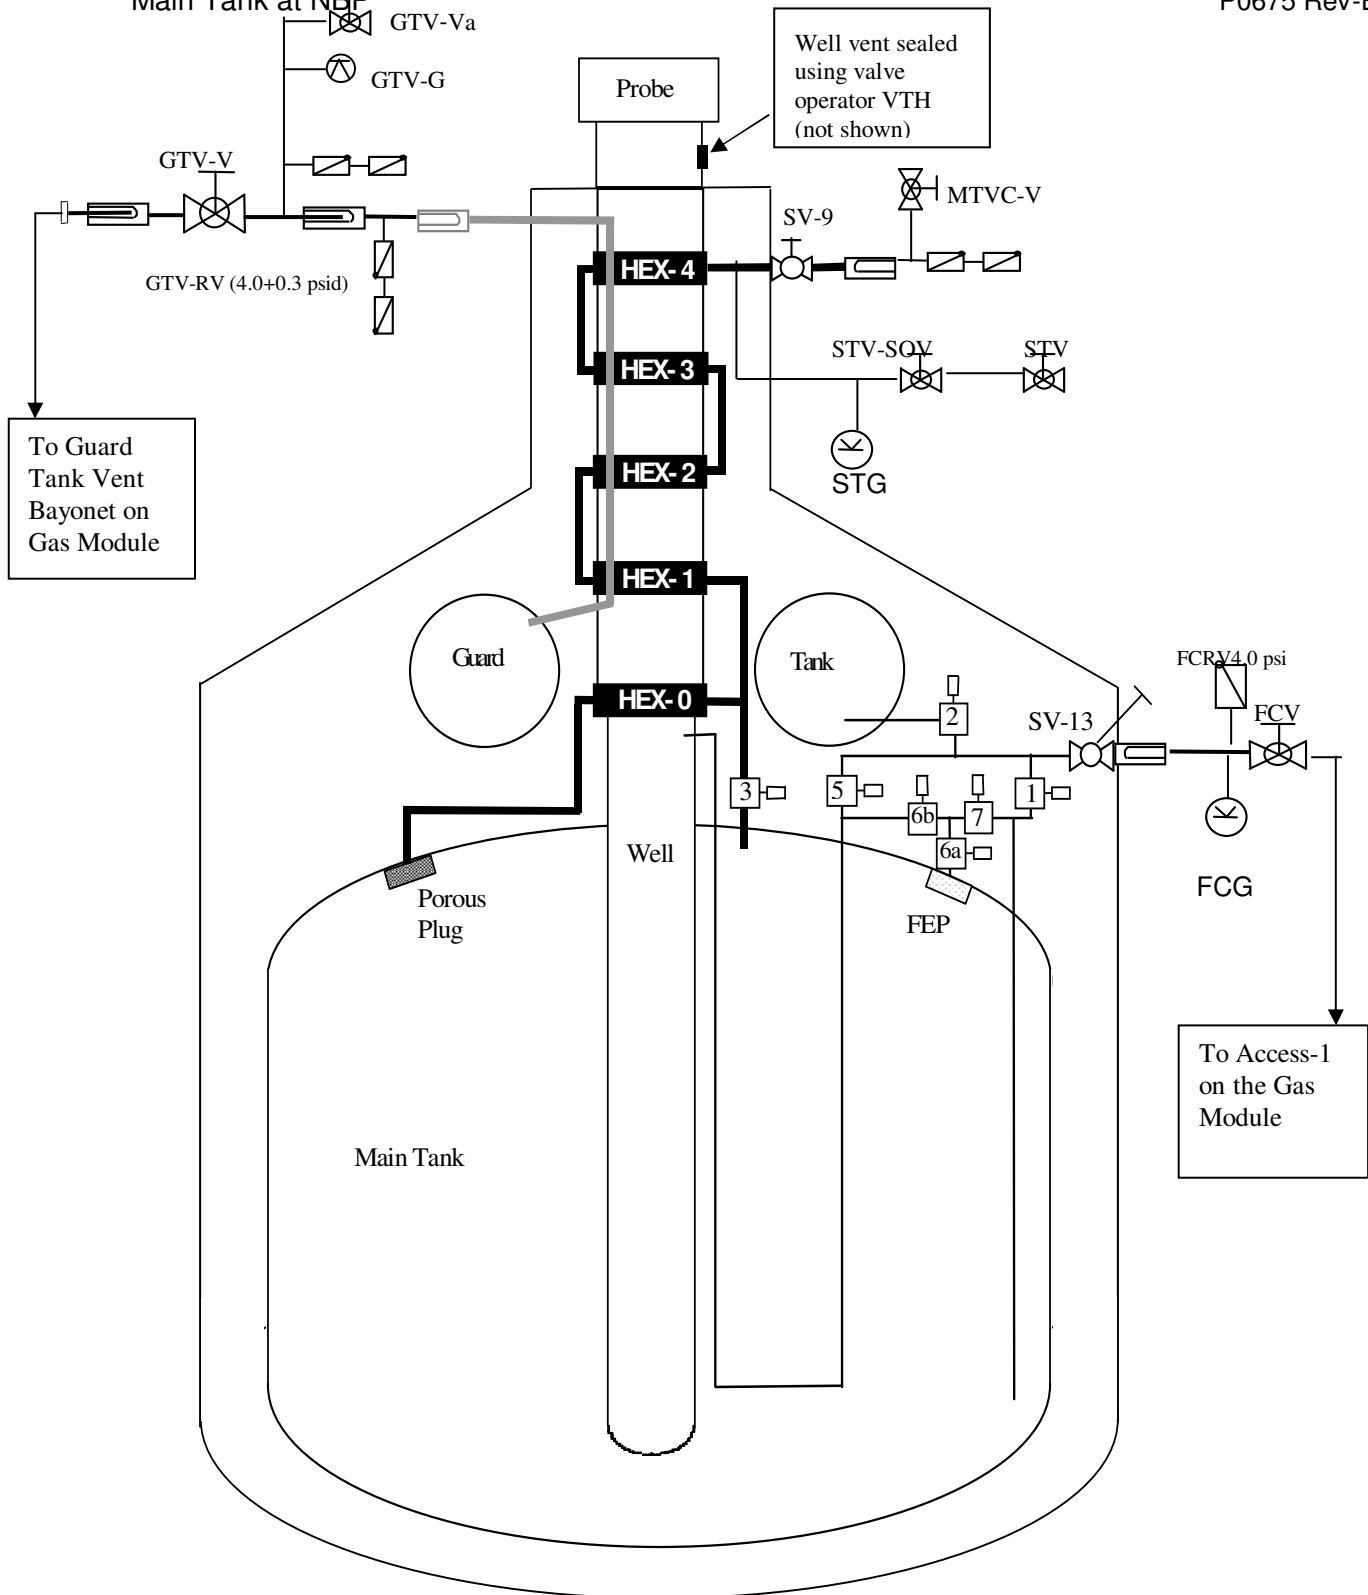 Main Tank at NBP
P0675 Rev-
GTV-Va
GTV-G
Probe
Well vent sealed
using valve
operator VTH
(not shown)
GTV-V
MTVC-V
SV-9
HEX- 4
GTV-RV (4.0+0.3 psid)
STV-SOV
STV
HEX- 3
To Guard
Tank Vent
Bayonet on
Gas Module
HEX- 2
STG
HEX- 1
Guard
Tank
FCRV4.0 psi
HEX- 0
2
SV-13
FCV
3
5
1
6b
7
Well
6a
Porous
Plug
FEP
FCG
To Access-1
on the Gas
Module
Main Tank